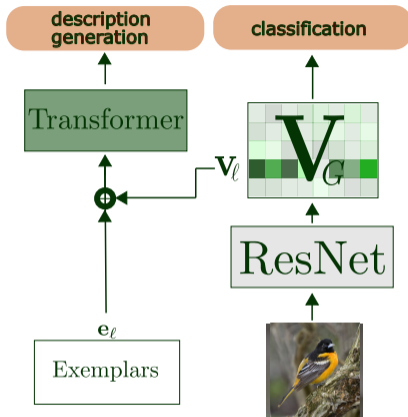 description
generation
classification
Transformer
V_G
V_ℓ
ResNet
e_ℓ
Exemplars